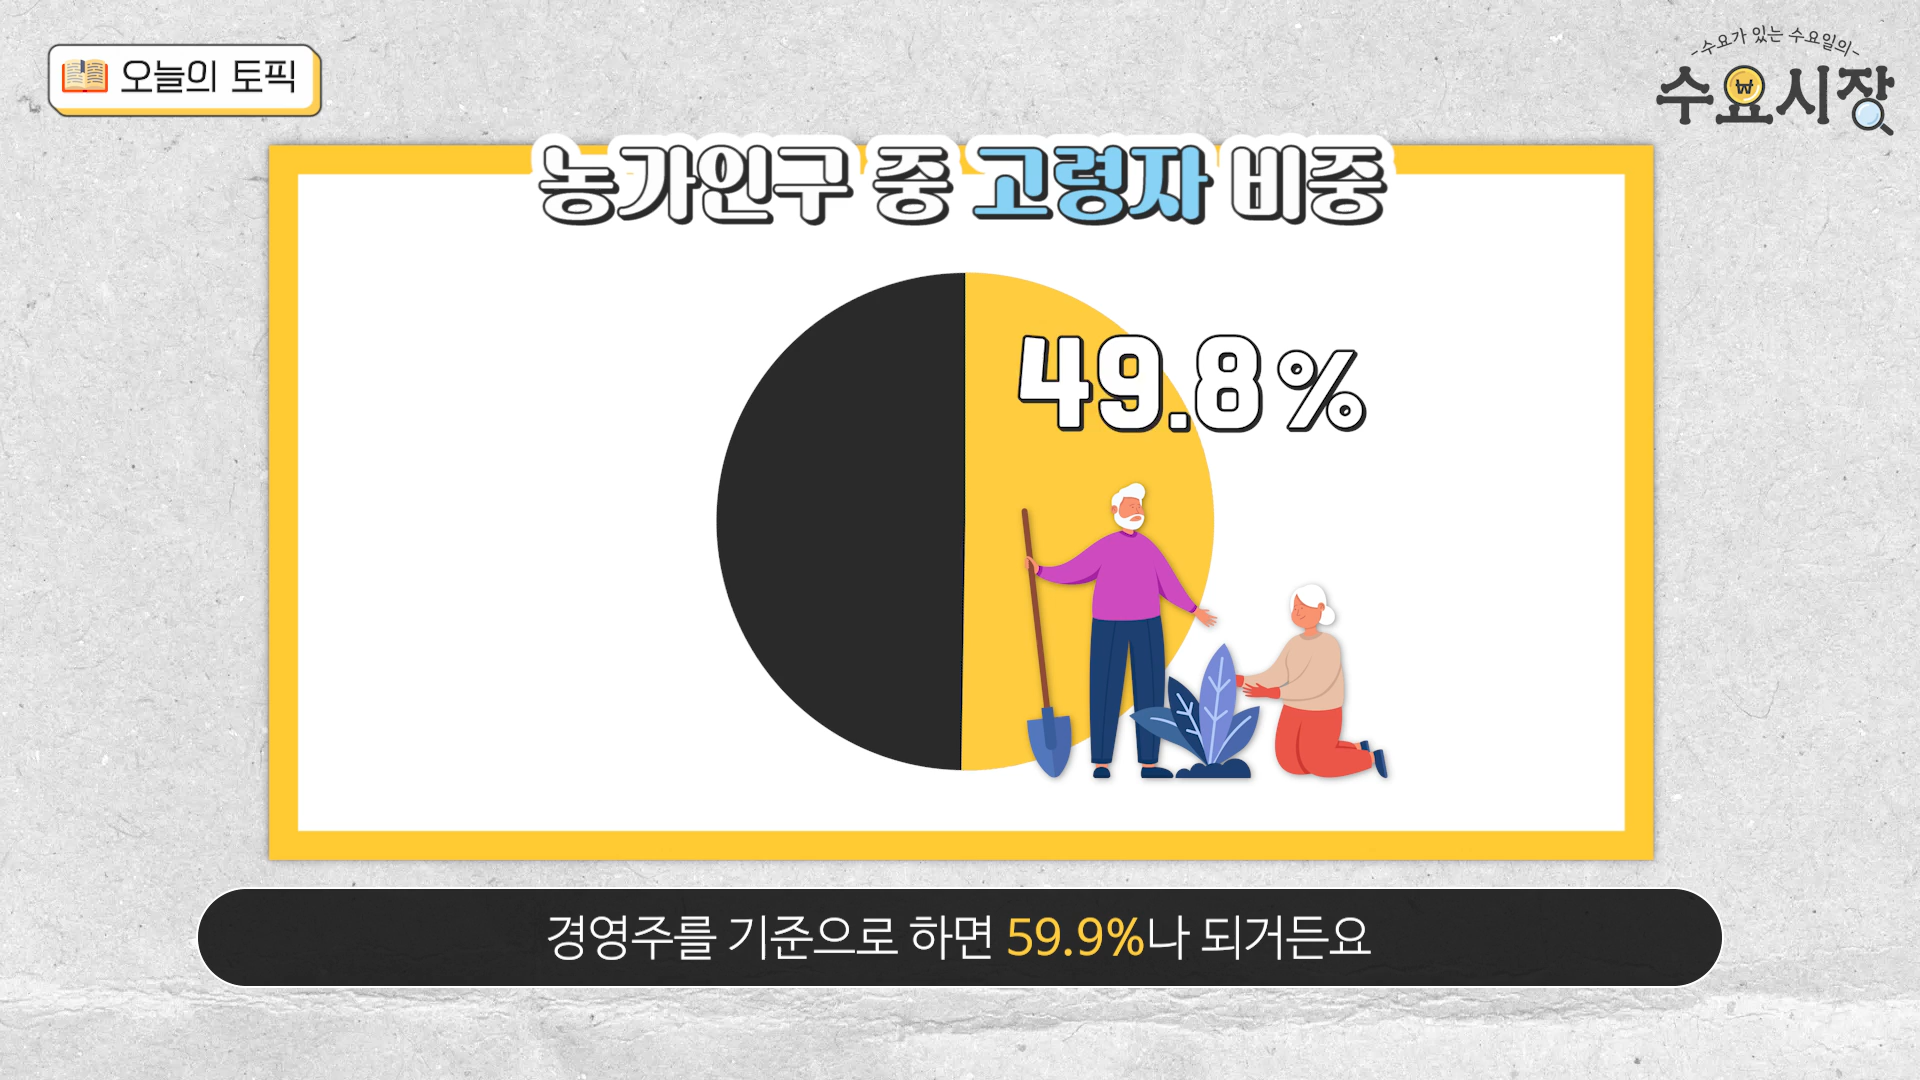 오늘의 토픽
-수요가 있는 수요일의-
수요시장
농가인구 중 고령자 비중
49.8%
경영주를 기준으로 하면 59.9%나 되거든요